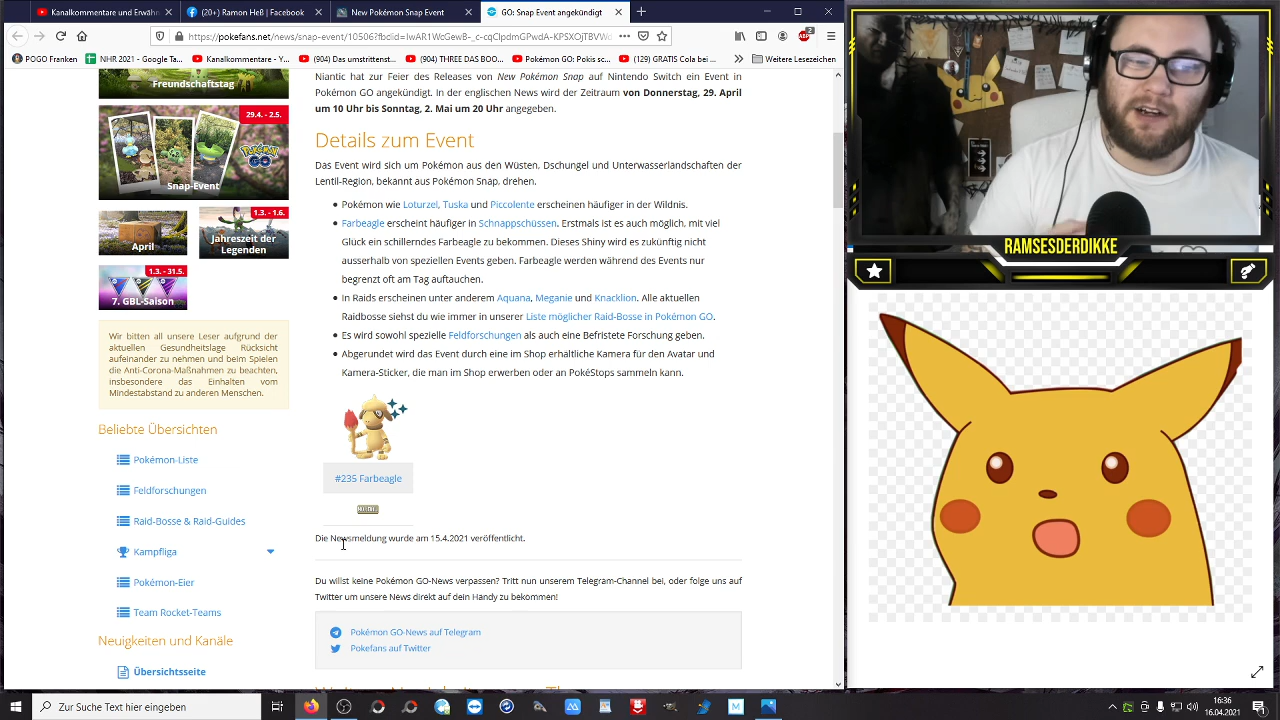 Kanalkommentare - YouTube
(20+) Ramon Heß | Facebook
New Pokémon Snap Event
GO: Snap Event angekündigt
POGO Franken
NHR 2021 - Google Ta...
Kanalkommentare - Y...
(904) Das umstrittenst...
(904) THREE DAS BOO...
Pokémon GO: Pokis sc...
(129) GRATIS Cola bei ...
Weitere Lesezeichen
Freundschaftstag
29.4. - 2.5.
Pokémon GO
Snap-Event
April
1.3. - 1.6.
Jahreszeit der
Legenden
1.3. - 31.5.
7. GBL-Saison
Wir bitten all unsere Leser aufgrund der
aktuellen Gesundheitslage Rücksicht
aufeinander zu nehmen und beim Spielen
die Anti-Corona-Maßnahmen zu beachten,
insbesondere das Einhalten vom
Mindestabstand zu anderen Menschen.
Beliebte Übersichten
Pokémon-Liste
Feldforschungen
Raid-Bosse & Raid-Guides
Kampfliga
Pokémon-Eier
Team Rocket-Teams
Neuigkeiten und Kanäle
Übersichtsseite
Niantic hat zur Feier des Releases von New Pokémon Snap auf Nintendo Switch ein Event in
Pokémon GO angekündigt. In der englischen News wird der Zeitraum von Donnerstag, 29. April
um 10 Uhr bis Sonntag, 2. Mai um 20 Uhr angegeben.
Details zum Event
Das Event wird sich um Pokémon aus den Wüsten, Dschungel und Unterwasserlandschaften der
Lentil-Region, bekannt aus Pokémon Snap, drehen.
Pokémon wie Loturzel, Tuska und Piccolente erscheinen häufiger in der Wildnis.
Farbeagle erscheint häufiger in Schnappschüssen. Erstmals ist es auch möglich, mit viel
Glück ein schillerndes Farbeagle zu bekommen. Dieses Shiny wird es zukünftig nicht
ausserhalb von speziellen Events geben. Farbeagle werden während des Events nur
begrenzt oft am Tag auftauchen.
In Raids erscheinen unter anderem Aquana, Meganie und Knacklion. Alle aktuellen
Raidbosse siehst du wie immer in unserer Liste möglicher Raid-Boss in Pokémon GO.
Es wird sowohl spezielle Feldforschungen als auch eine Befristete Forschung geben.
Abgerundet wird das Event durch eine im Shop erhältliche Kamera für den Avatar und
Kamera-Sticker, die man im Shop erwerben oder an PokéStops sammeln kann.
#235 Farbeagle
NORMAL
Die Newsmeldung wurde am 15.4.2021 veröffentlicht.
Du willst keine Pokémon GO-News verpassen? Tritt nun unserem Telegram-Channel bei, oder folge uns auf
Twitter um unsere News direkt auf dein Handy zu bekommen!
Pokémon GO-News auf Telegram
Pokefans auf Twitter
RAMSESDERDIKKE
Zur Suche Text hier eingeben
16:36
16.04.2021